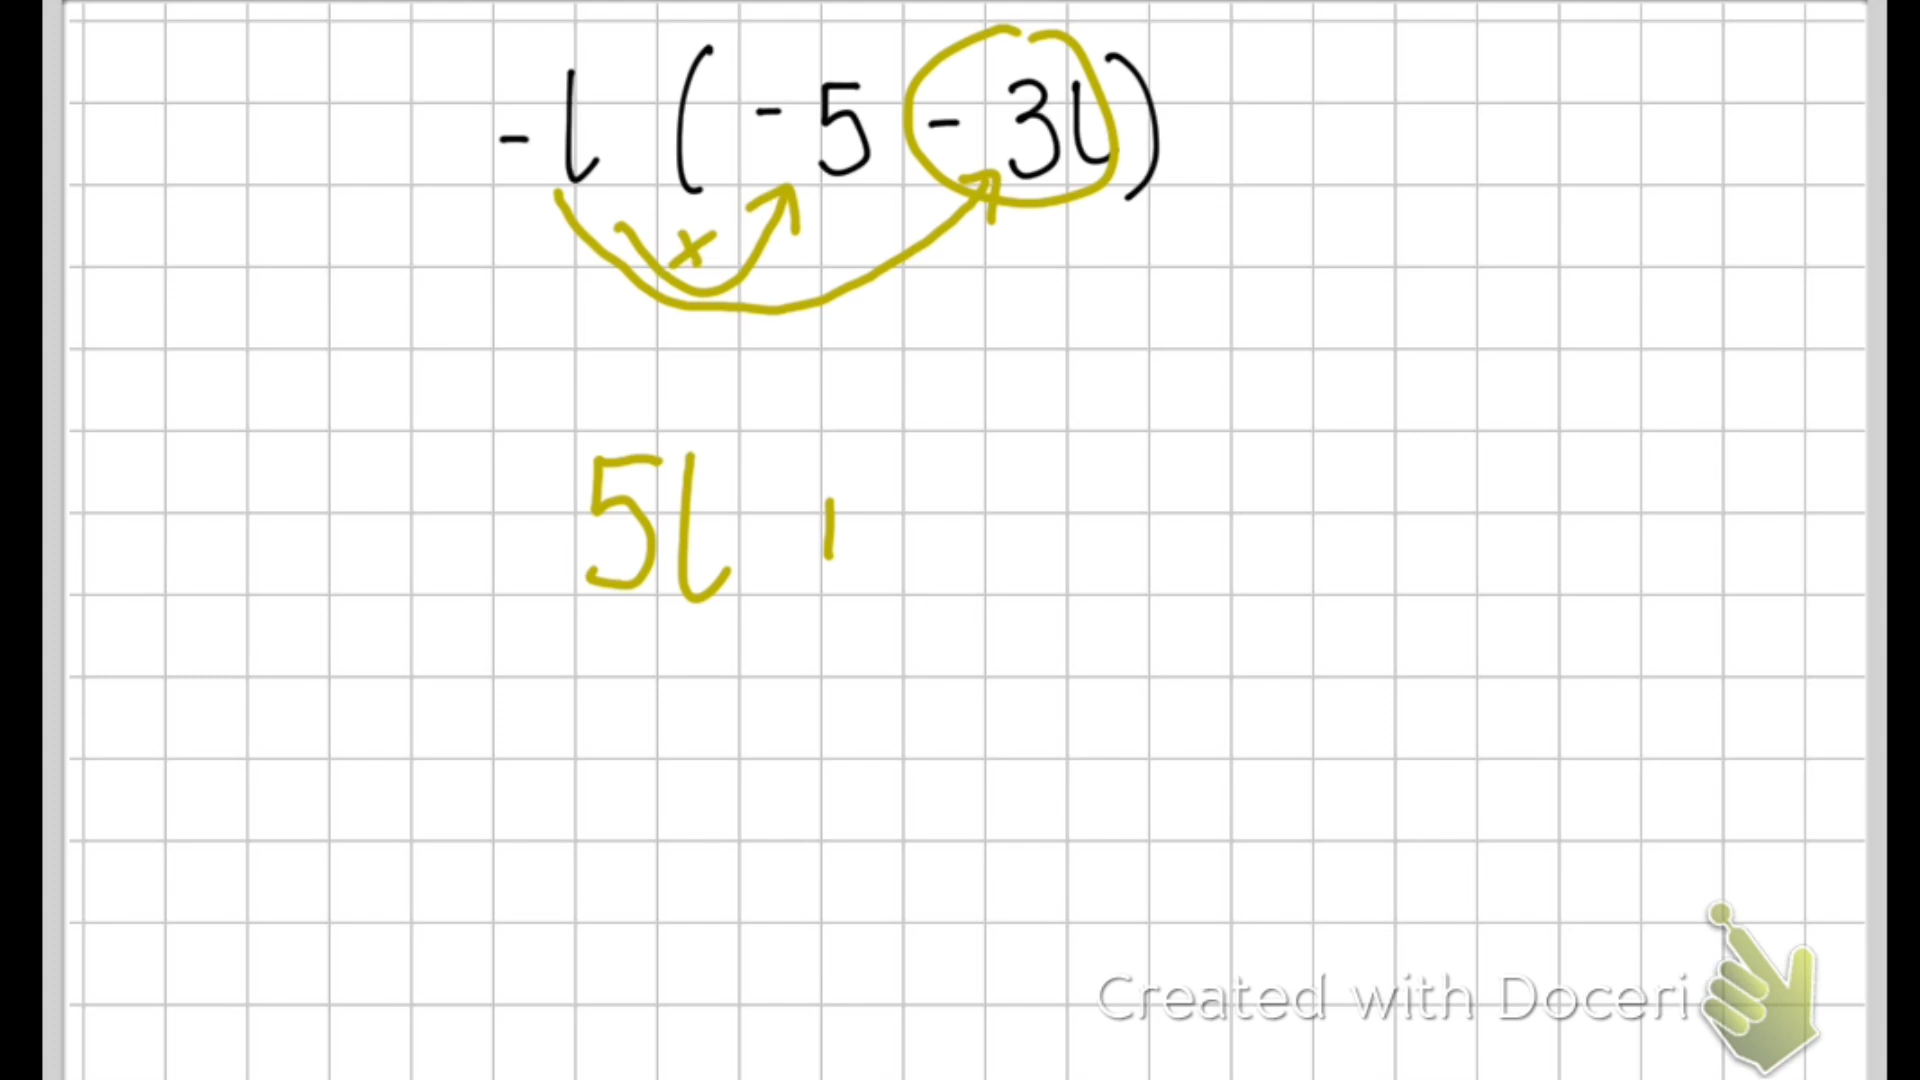 -l (-5 - 3l)
x
5l ı
Created with Doceri